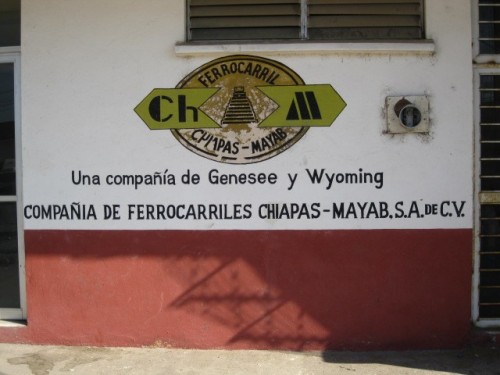 FERROCARRIL
Ch M
CHIAPAS-MAYAB
Una compañía de Genesee y Wyoming
COMPAÑIA DE FERROCARRILES CHIAPAS-MAYAB, S.A. DE C.V.